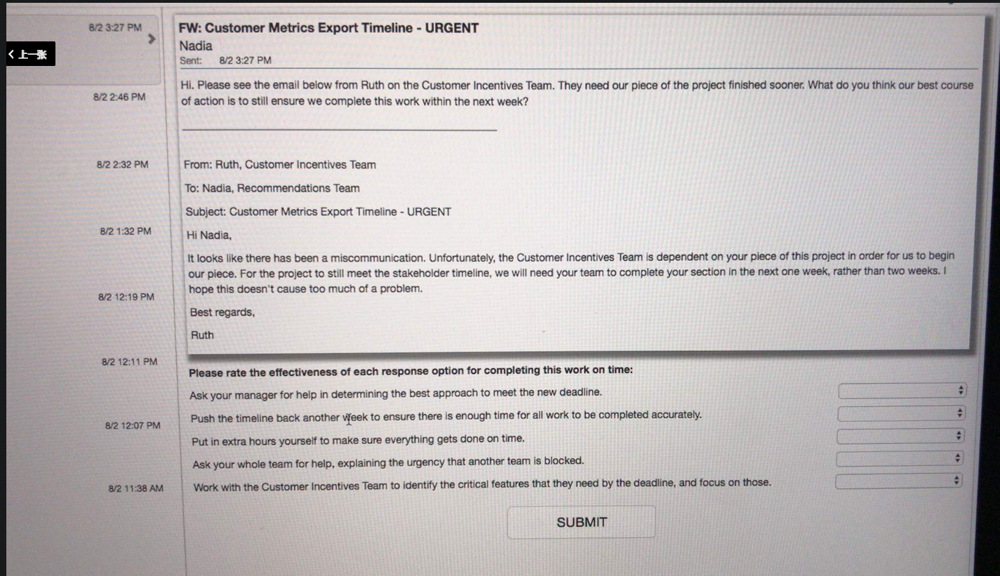 8/2 3:27 PM
上一张
8/2 2:46 PM
8/2 2:32 PM
8/2 1:32 PM
8/2 12:19 PM
8/2 12:11 PM
8/2 12:07 PM
8/2 11:38 AM
FW: Customer Metrics Export Timeline - URGENT
Nadia
Sent: 8/2 3:27 PM
Hi. Please see the email below from Ruth on the Customer Incentives Team. They need our piece of the project finished sooner. What do you think our best course
of action is to still ensure we complete this work within the next week?
From: Ruth, Customer Incentives Team
To: Nadia, Recommendations Team
Subject: Customer Metrics Export Timeline - URGENT
Hi Nadia,
It looks like there has been a miscommunication. Unfortunately, the Customer Incentives Team is dependent on your piece of this project in order for us to begin
our piece. For the project to still meet the stakeholder timeline, we will need your team to complete your section in the next one week, rather than two weeks. I
hope this doesn't cause too much of a problem.
Best regards,
Ruth
Please rate the effectiveness of each response option for completing this work on time:
Ask your manager for help in determining the best approach to meet the new deadline.
Push the timeline back another week to ensure there is enough time for all work to be completed accurately.
Put in extra hours yourself to make sure everything gets done on time.
Ask your whole team for help, explaining the urgency that another team is blocked.
Work with the Customer Incentives Team to identify the critical features that they need by the deadline, and focus on those.
SUBMIT